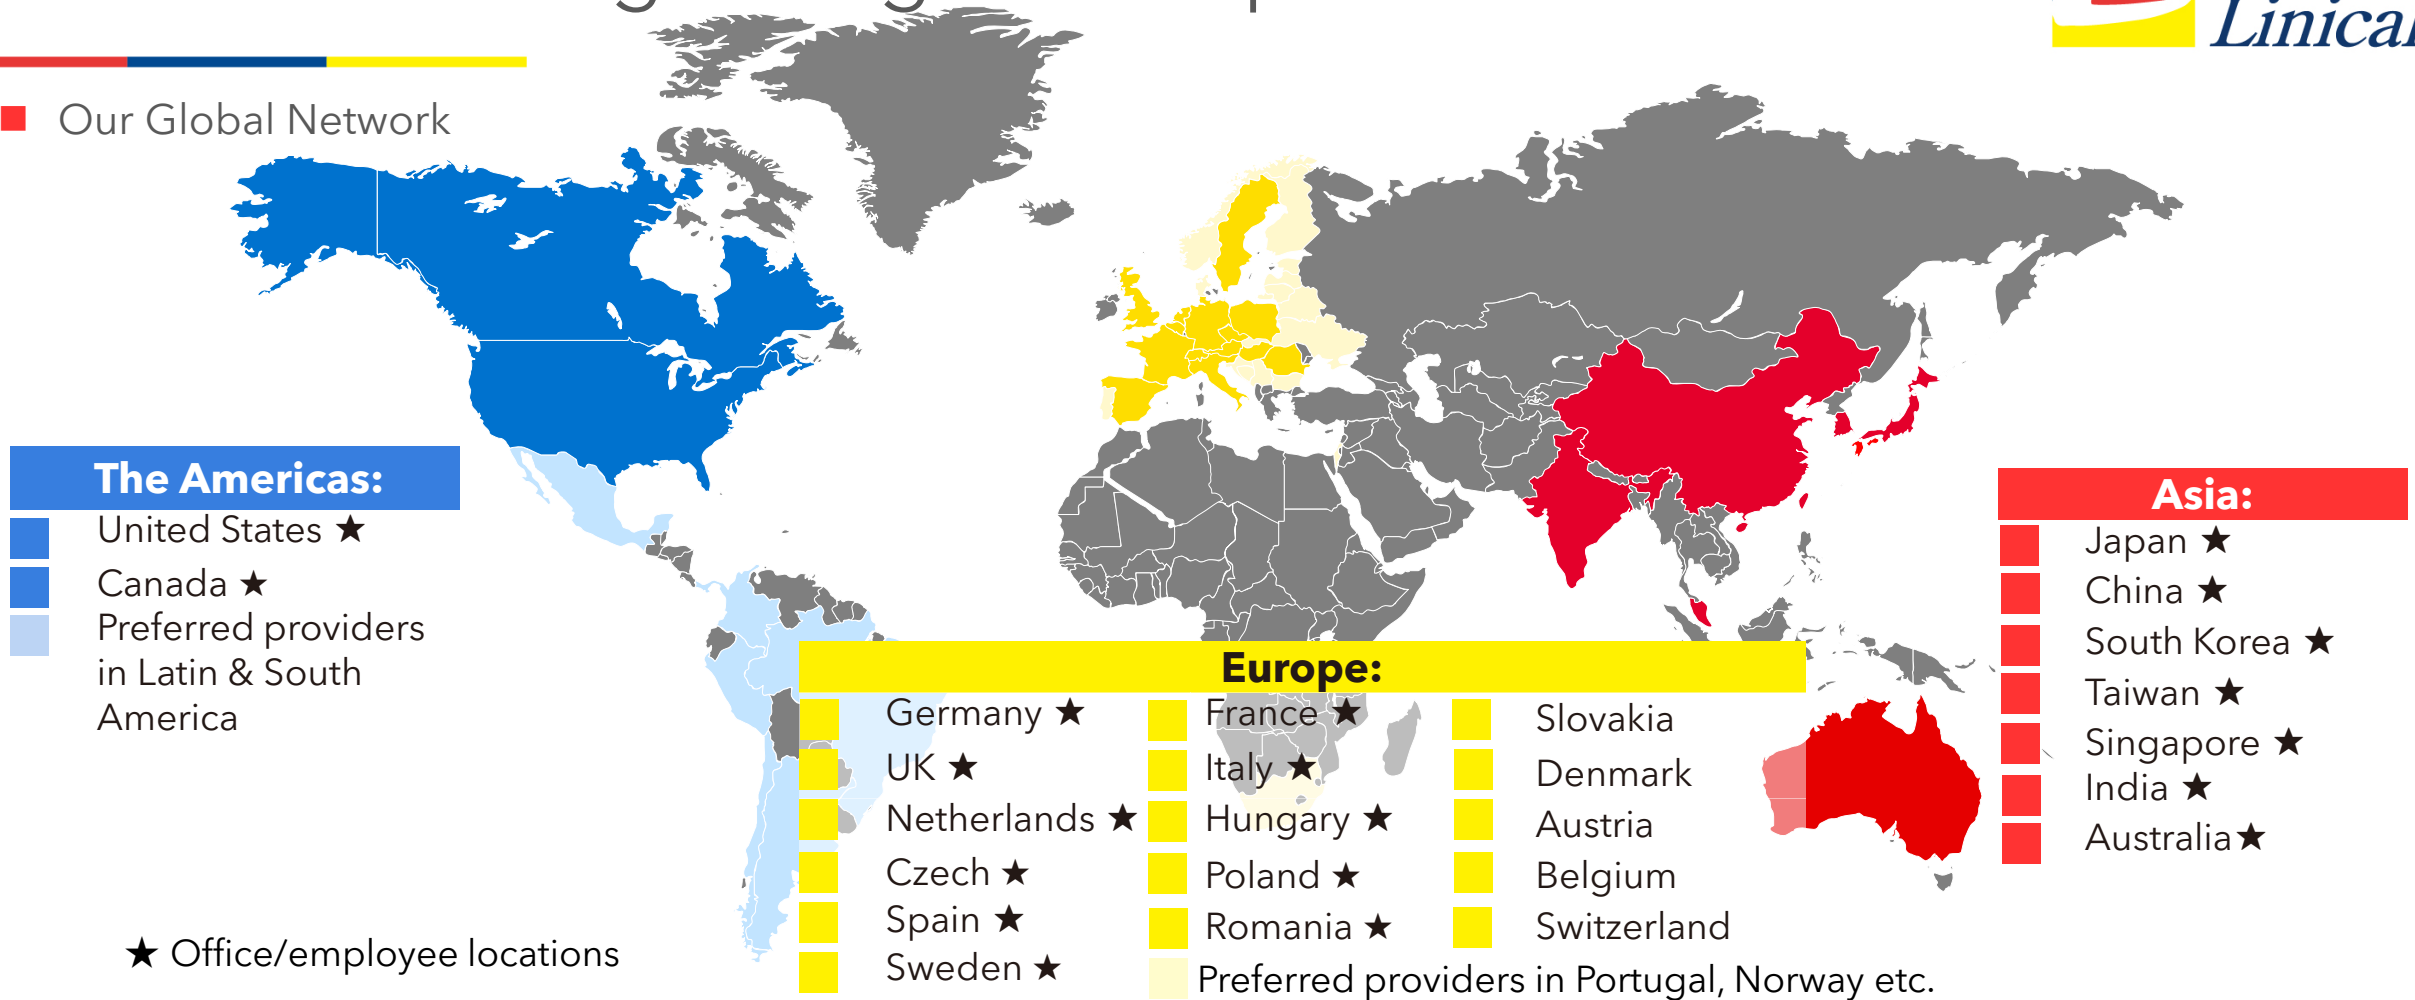 Linical
Our Global Network
The Americas:
United States ★
Canada ★
Preferred providers
in Latin & South
America
★ Office/employee locations
Europe:
Germany ★
UK ★
Netherlands ★
Czech ★
Spain ★
Sweden ★
France ★
Italy ★
Hungary ★
Poland ★
Romania ★
Slovakia
Denmark
Austria
Belgium
Switzerland
Preferred providers in Portugal, Norway etc.
Asia:
Japan ★
China ★
South Korea ★
Taiwan ★
Singapore ★
India ★
Australia★